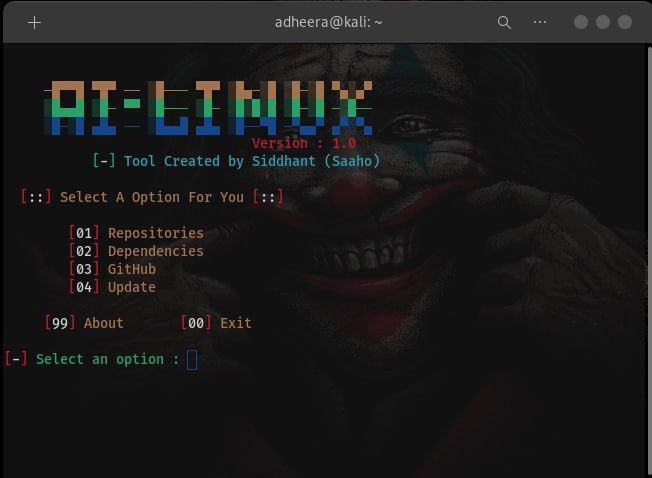 adheera@kali: ~
AI-LINUX
Version : 1.0
[-] Tool Created by Siddhant (Saaho)
[::] Select A Option For You [::]
[01] Repositories
[02] Dependencies
[03] GitHub
[04] Update
[99] About [00] Exit
[-] Select an option :